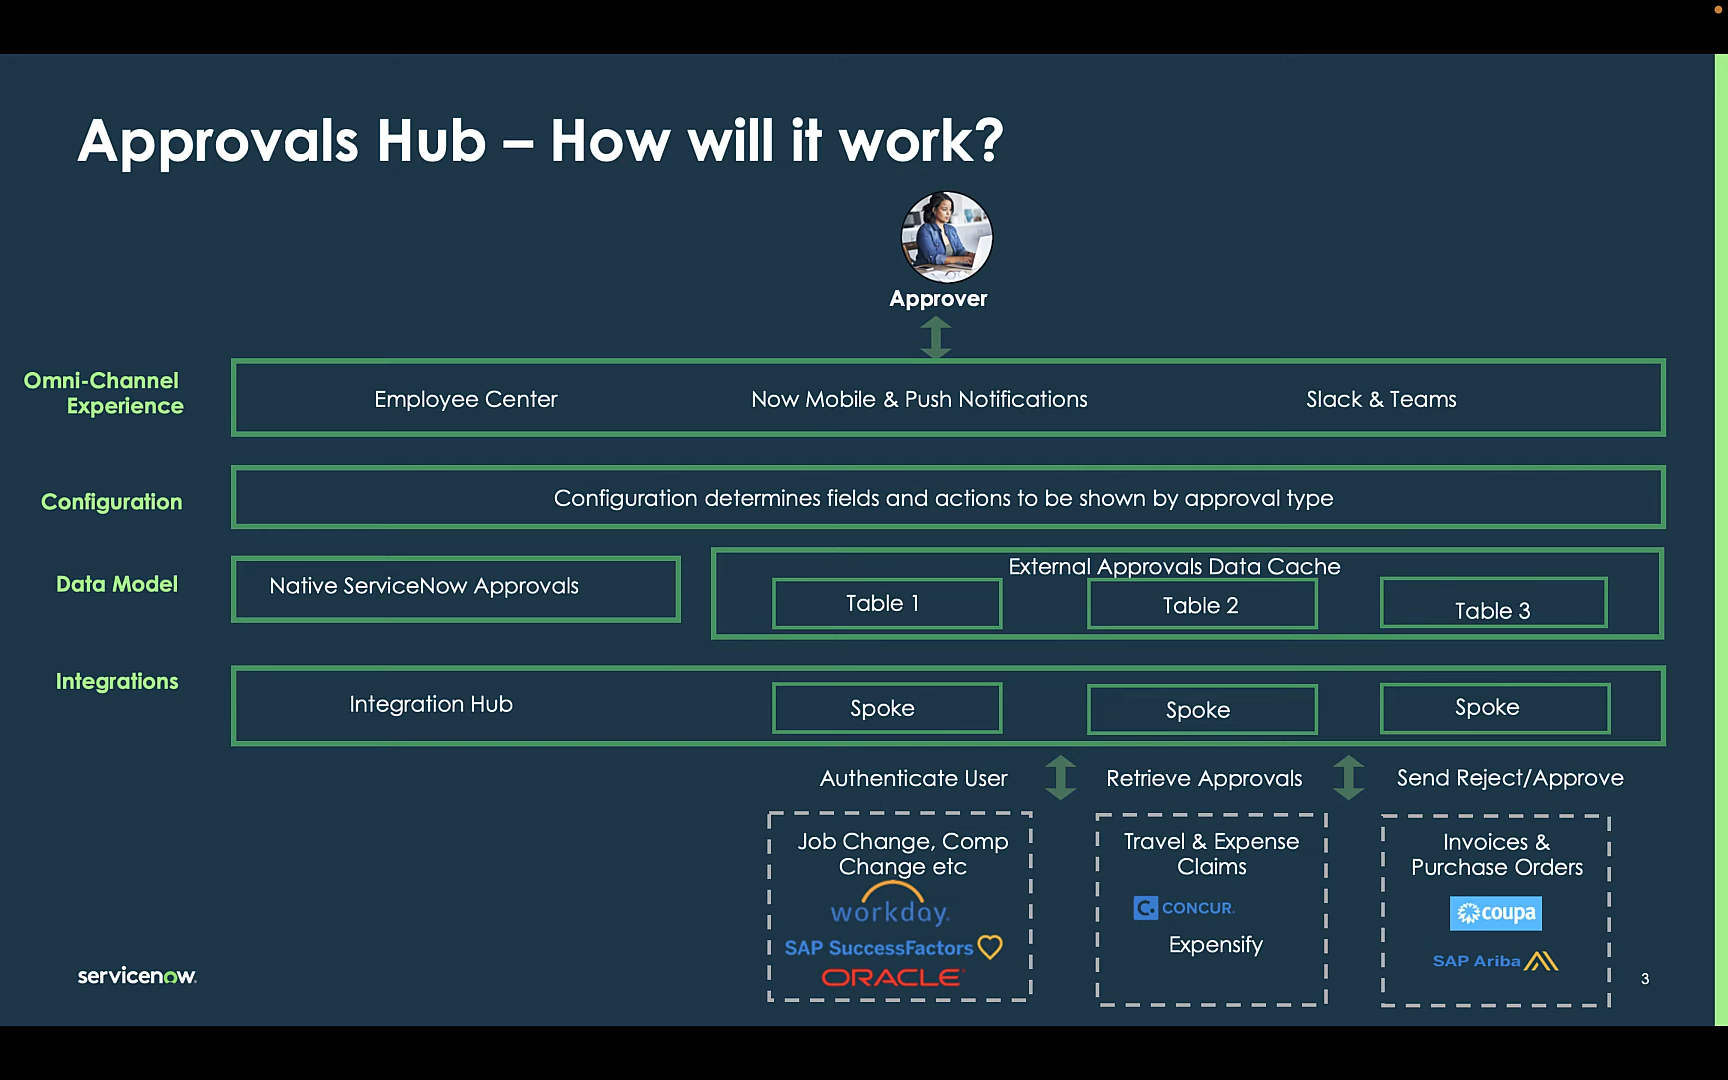 Approvals Hub – How will it work?
Approver
Omni-Channel
Experience
Employee Center
Now Mobile & Push Notifications
Slack & Teams
Configuration
Configuration determines fields and actions to be shown by approval type
Data Model
Native ServiceNow Approvals
External Approvals Data Cache
Table 1
Table 2
Table 3
Integrations
Integration Hub
Spoke
Spoke
Spoke
Authenticate User
Retrieve Approvals
Send Reject/Approve
Job Change, Comp
Change etc
workday.
SAP SuccessFactors
ORACLE
Travel & Expense
Claims
C. CONCUR.
Expensify
Invoices &
Purchase Orders
coupa
SAP Ariba
servicenow.
3